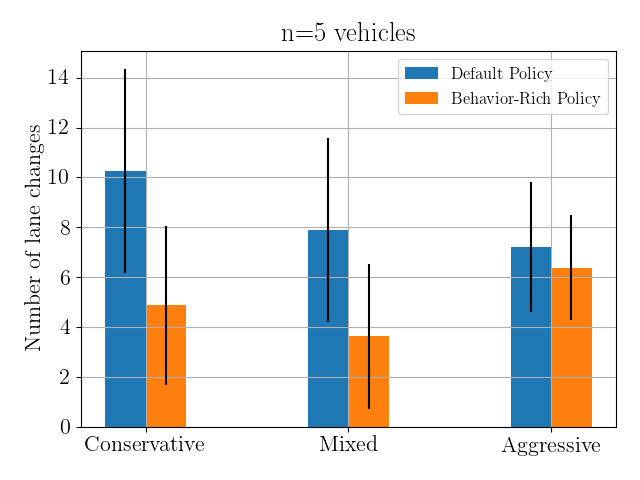 n=5 vehicles
Default Policy
Behavior-Rich Policy
Number of lane changes
14
12
10
8
6
4
2
0
Conservative
Mixed
Aggressive